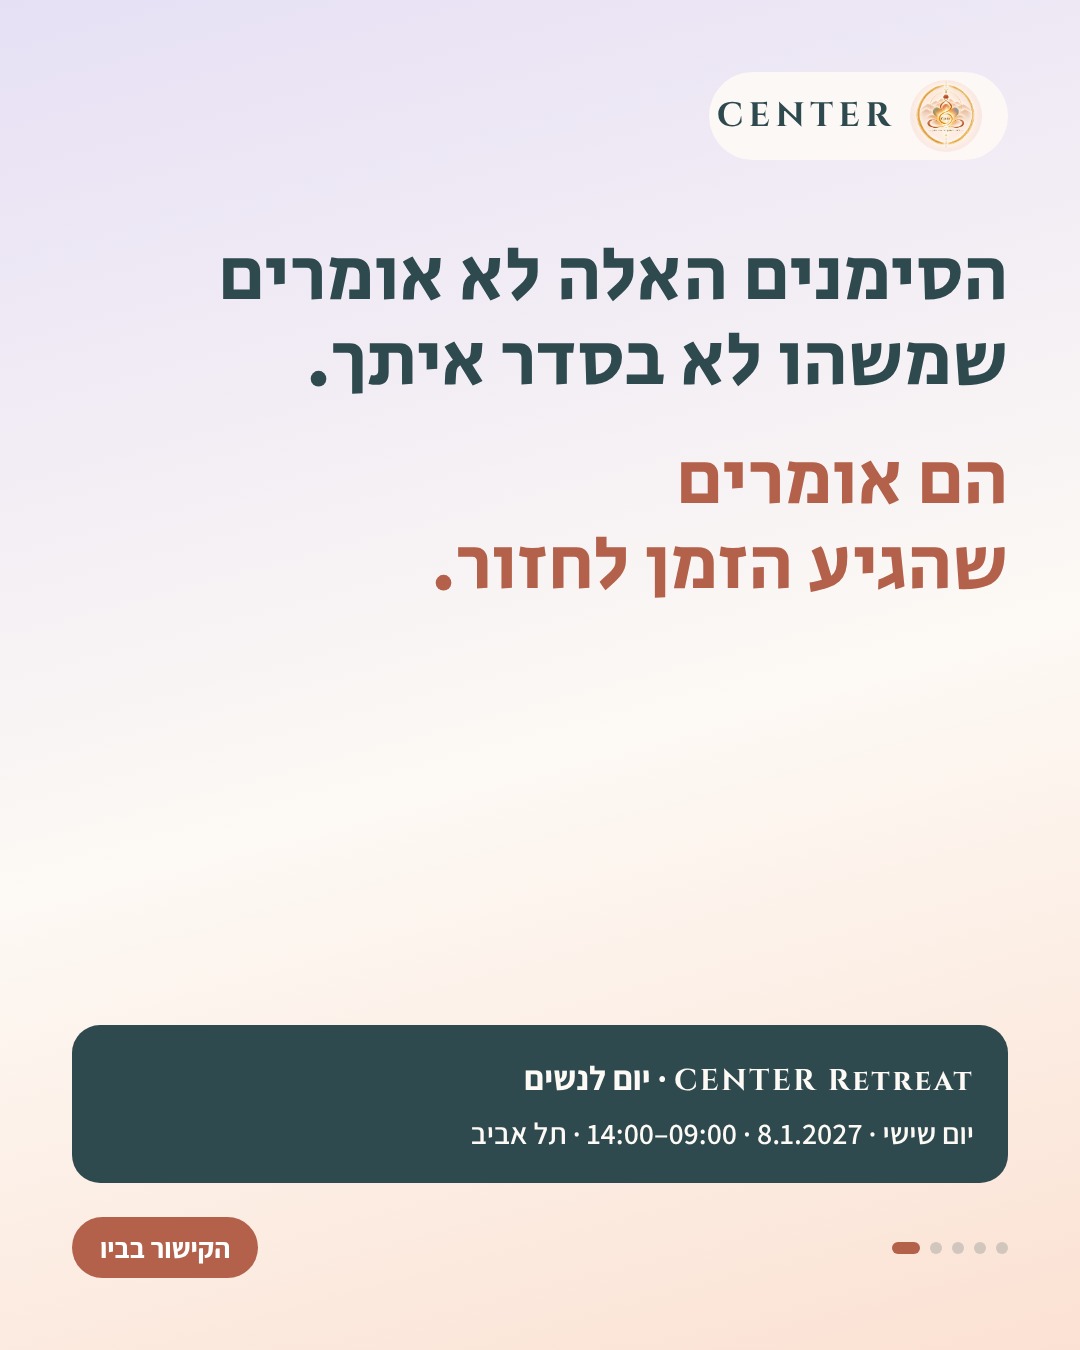 CENTER
הסימנים האלה לא אומרים
שמשהו לא בסדר איתך.
הם אומרים
שהגיע הזמן לחזור.
CENTER RETREAT · יום לנשים
יום שישי · 8.1.2027 · 09:00–14:00 · תל אביב
הקישור בביו